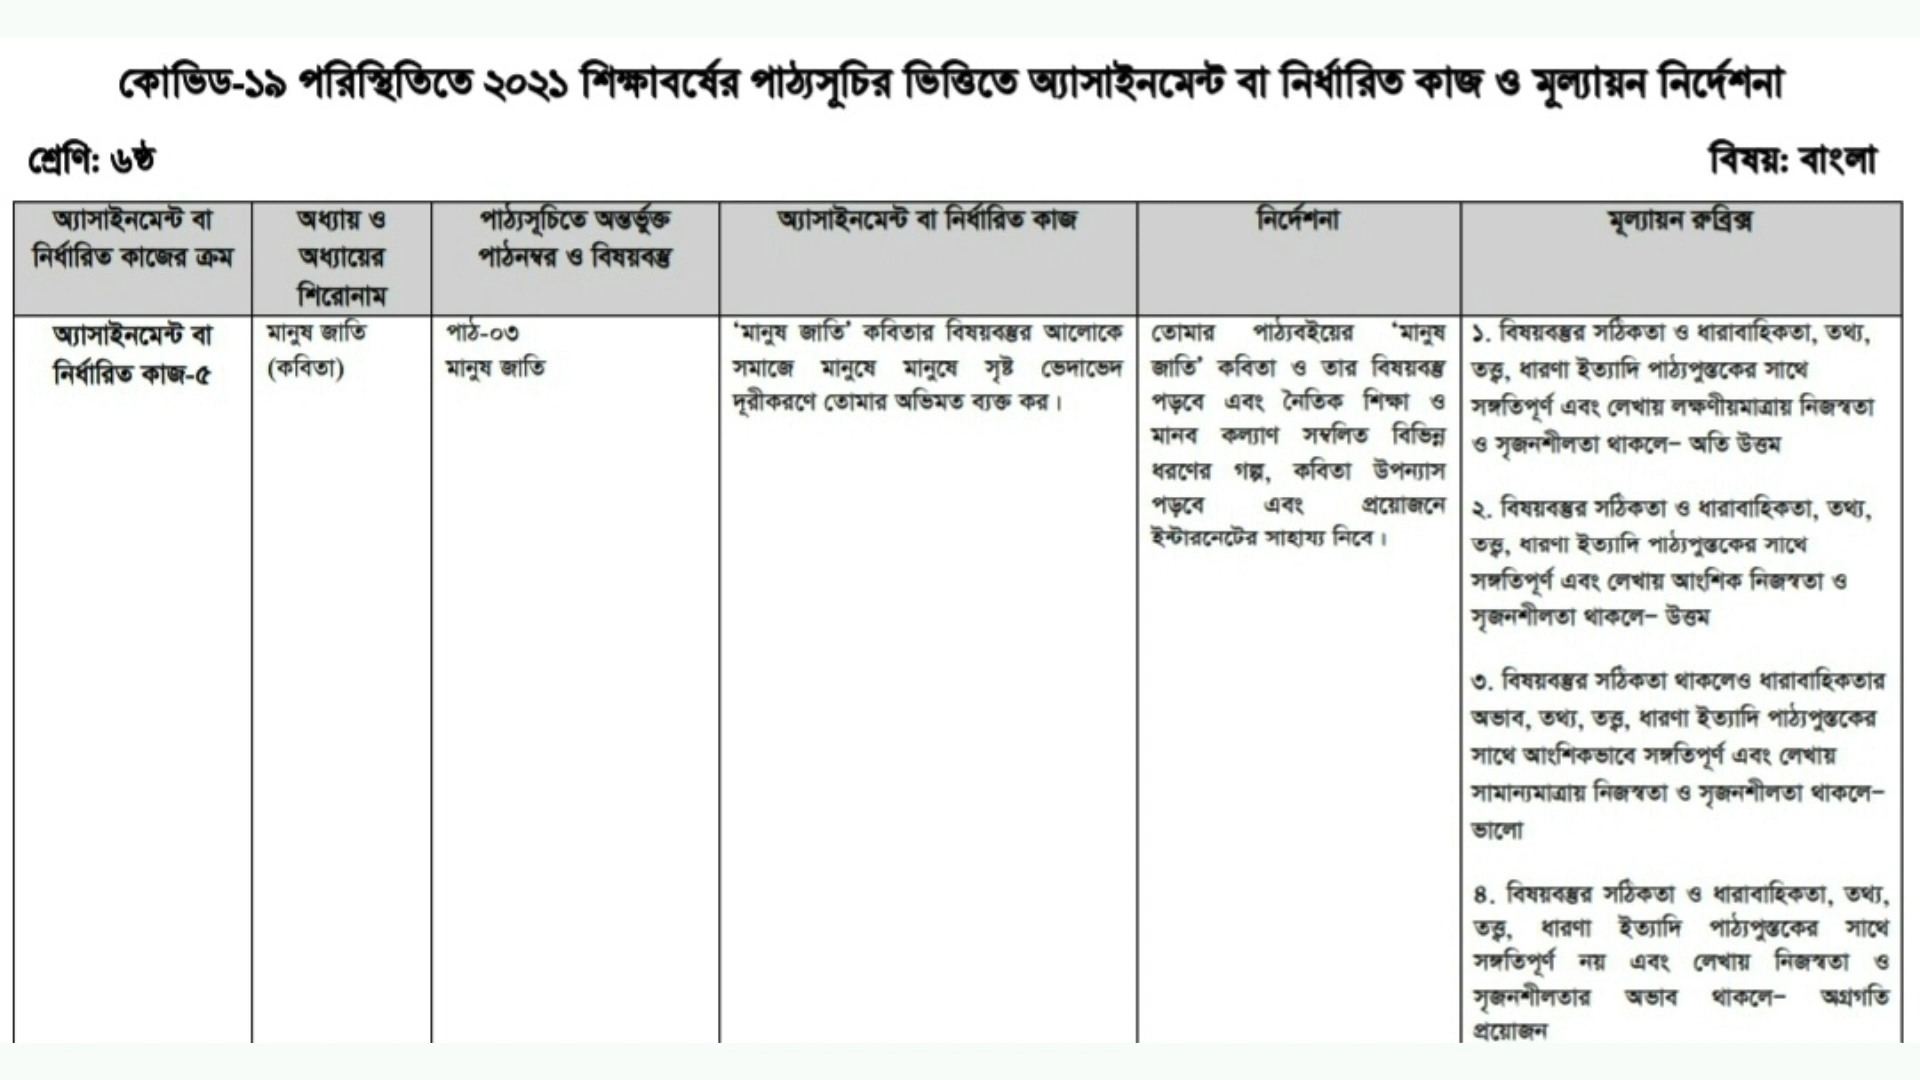 কোভিড-১৯ পরিস্থিতিতে ২০২১ শিক্ষাবর্ষের পাঠ্যসূচির ভিত্তিতে অ্যাসাইনমেন্ট বা নির্ধারিত কাজ ও মূল্যায়ন নির্দেশনা
শ্রেণি: ৬ষ্ঠ
বিষয়: বাংলা
অ্যাসাইনমেন্ট বা
নির্ধারিত কাজের ক্রম
অধ্যায় ও
অধ্যায়ের
শিরোনাম
পাঠ্যসূচিতে অন্তর্ভুক্ত
পাঠনম্বর ও বিষয়বস্তু
অ্যাসাইনমেন্ট বা নির্ধারিত কাজ
নির্দেশনা
মূল্যায়ন রুব্রিক্স
অ্যাসাইনমেন্ট বা
নির্ধারিত কাজ-৫
মানুষ জাতি
(কবিতা)
পাঠ-০৩
মানুষ জাতি
‘মানুষ জাতি’ কবিতার বিষয়বস্তুর আলোকে
সমাজে মানুষে মানুষে সৃষ্ট ভেদাভেদ
দূরীকরণে তোমার অভিমত ব্যক্ত কর।
তোমার পাঠ্যবইয়ের ‘মানুষ
জাতি’ কবিতা ও তার বিষয়বস্তু
পড়বে এবং নৈতিক শিক্ষা ও
মানব কল্যাণ সম্বলিত বিভিন্ন
ধরণের গল্প, কবিতা উপন্যাস
পড়বে এবং প্রয়োজনে
ইন্টারনেটের সাহায্য নিবে।
১. বিষয়বস্তুর সঠিকতা ও ধারাবাহিকতা, তথ্য,
তত্ত্ব, ধারণা ইত্যাদি পাঠ্যপুস্তকের সাথে
সঙ্গতিপূর্ণ এবং লেখায় লক্ষণীয়মাত্রায় নিজস্বতা
ও সৃজনশীলতা থাকলে– অতি উত্তম
২. বিষয়বস্তুর সঠিকতা ও ধারাবাহিকতা, তথ্য,
তত্ত্ব, ধারণা ইত্যাদি পাঠ্যপুস্তকের সাথে
সঙ্গতিপূর্ণ এবং লেখায় আংশিক নিজস্বতা ও
সৃজনশীলতা থাকলে– উত্তম
৩. বিষয়বস্তুর সঠিকতা থাকলেও ধারাবাহিকতার
অভাব, তথ্য, তত্ত্ব, ধারণা ইত্যাদি পাঠ্যপুস্তকের
সাথে আংশিকভাবে সঙ্গতিপূর্ণ এবং লেখায়
সামান্যমাত্রায় নিজস্বতা ও সৃজনশীলতা থাকলে–
ভালো
৪. বিষয়বস্তুর সঠিকতা ও ধারাবাহিকতা, তথ্য,
তত্ত্ব, ধারণা ইত্যাদি পাঠ্যপুস্তকের সাথে
সঙ্গতিপূর্ণ নয় এবং লেখায় নিজস্বতা ও
সৃজনশীলতার অভাব থাকলে– অগ্রগতি
প্রয়োজন